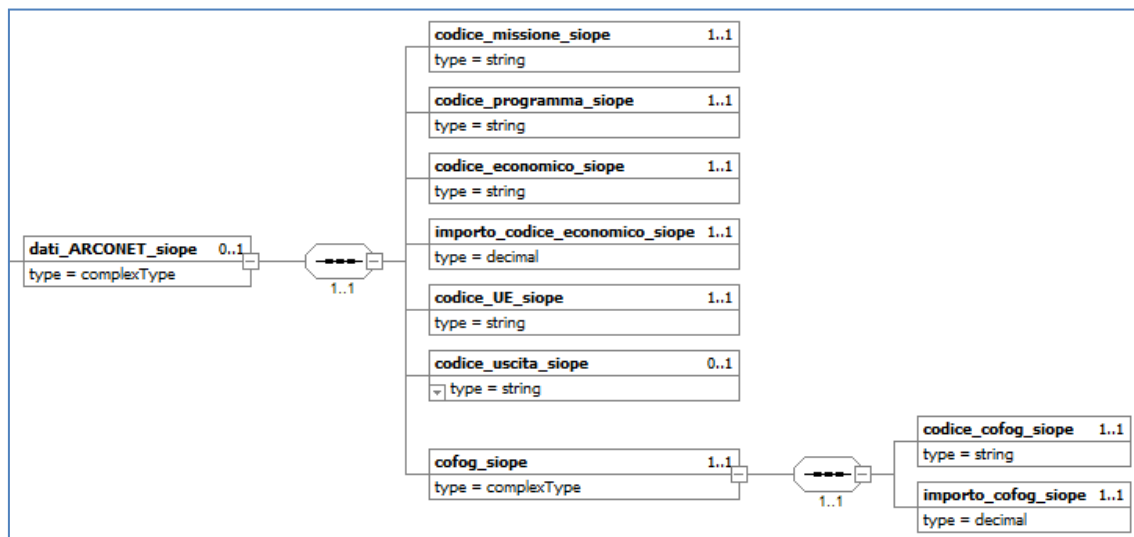 codice_missione_siope 1..1
type = string
codice_programma_siope 1..1
type = string
codice_economico_siope 1..1
type = string
importo_codice_economico_siope 1..1
type = decimal
dati_ARCONET_siope 0..1
type = complexType
1..1
codice_UE_siope 1..1
type = string
codice_uscita_siope 0..1
type = string
cofog_siope 1..1
type = complexType
1..1
codice_cofog_siope 1..1
type = string
importo_cofog_siope 1..1
type = decimal